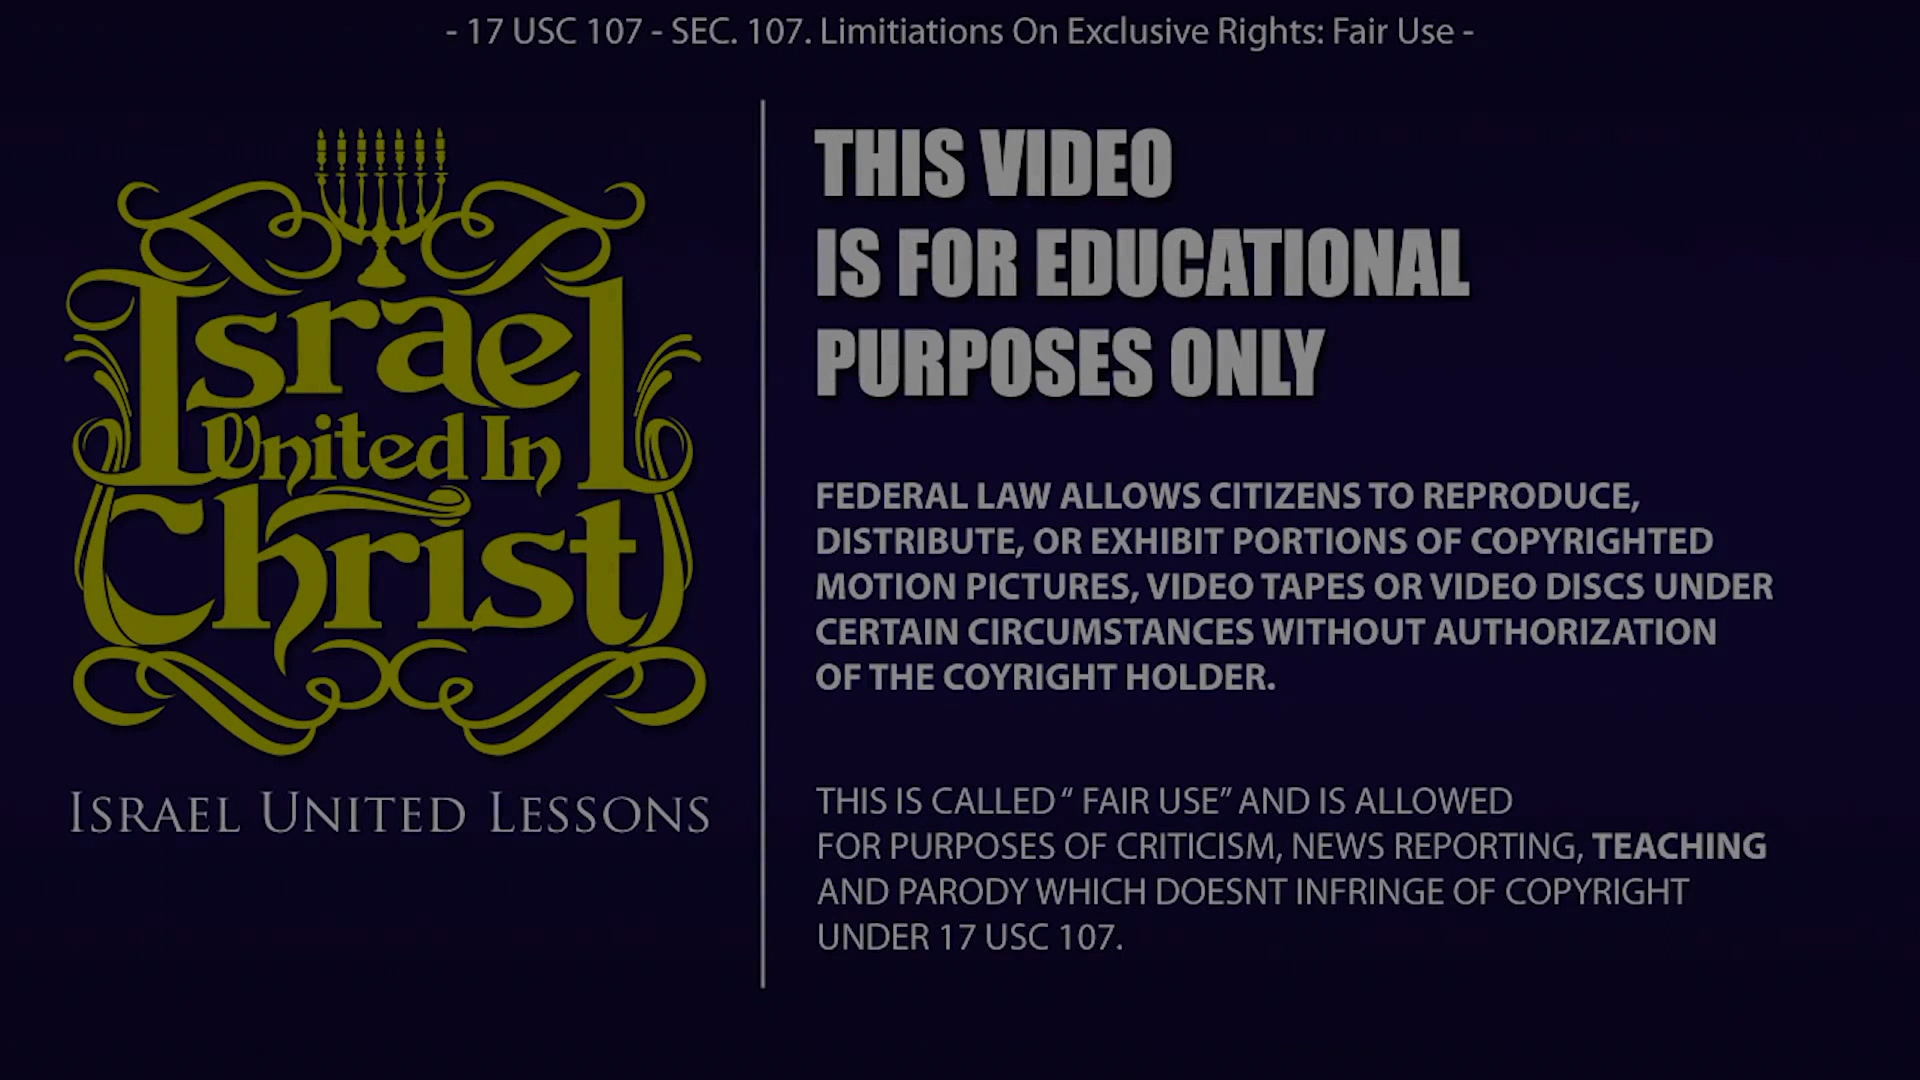 - 17 USC 107 - SEC. 107. Limitiations On Exclusive Rights: Fair Use -
Israel
United In
Christ
ISRAEL UNITED LESSONS
THIS VIDEO
IS FOR EDUCATIONAL
PURPOSES ONLY
FEDERAL LAW ALLOWS CITIZENS TO REPRODUCE,
DISTRIBUTE, OR EXHIBIT PORTIONS OF COPYRIGHTED
MOTION PICTURES, VIDEO TAPES OR VIDEO DISCS UNDER
CERTAIN CIRCUMSTANCES WITHOUT AUTHORIZATION
OF THE COYRIGHT HOLDER.
THIS IS CALLED “ FAIR USE” AND IS ALLOWED
FOR PURPOSES OF CRITICISM, NEWS REPORTING, TEACHING
AND PARODY WHICH DOESNT INFRINGE OF COPYRIGHT
UNDER 17 USC 107.